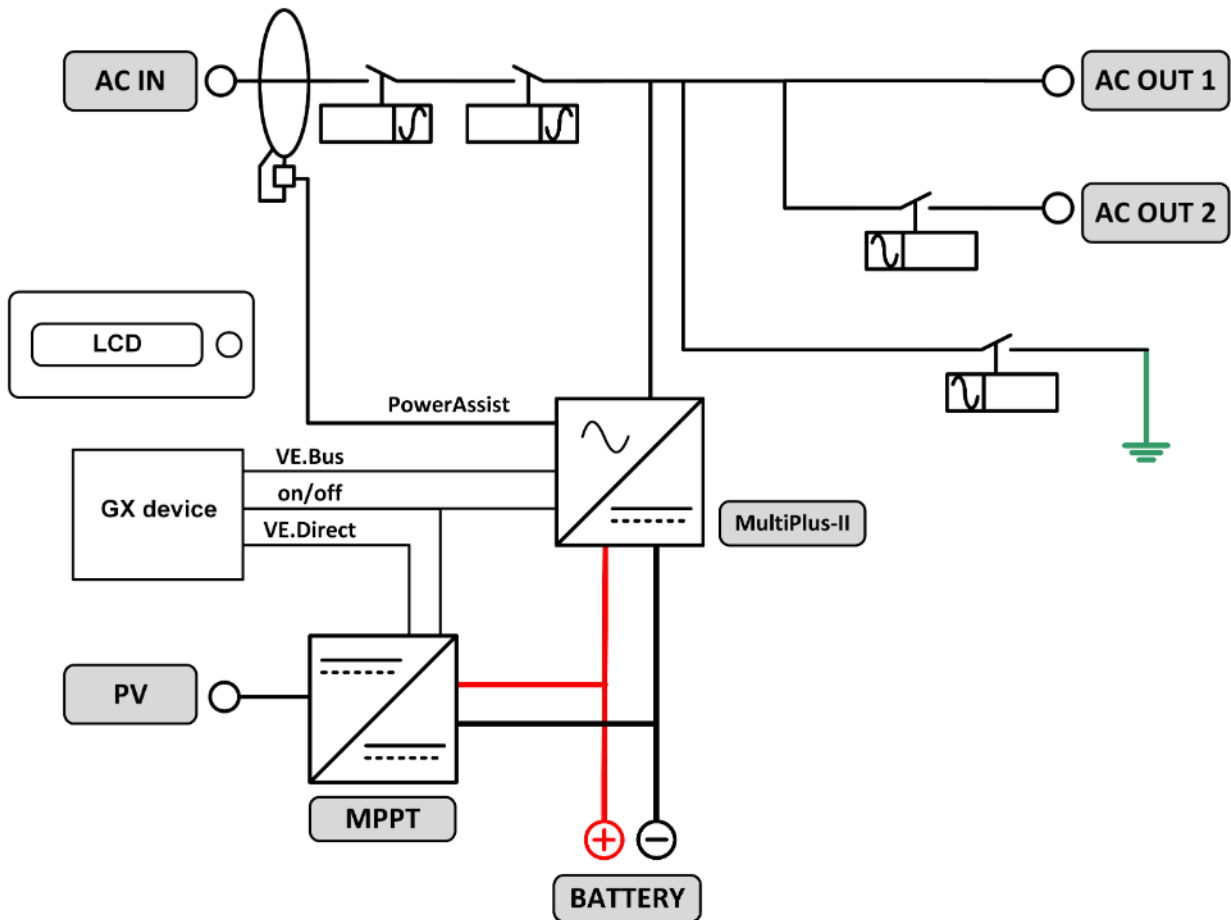 AC IN
AC OUT 1
AC OUT 2
LCD
PowerAssist
VE.Bus
on/off
GX device
VE.Direct
MultiPlus-II
PV
MPPT
BATTERY